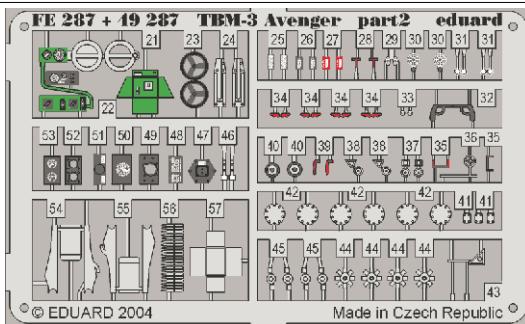 FE 287 + 49 287 TBM-3 Avenger part2 eduard
21 23 24 25 26 27 28 29 30 30 31 31
22
34 34 34 34 33 32
53 52 51 50 49 48 47 46
40 40 39 38 38 37 35 36 35
42 42 42 41 41
54 55 56 57
45 45 44 44 44 44
43
© EDUARD 2004 Made in Czech Republic